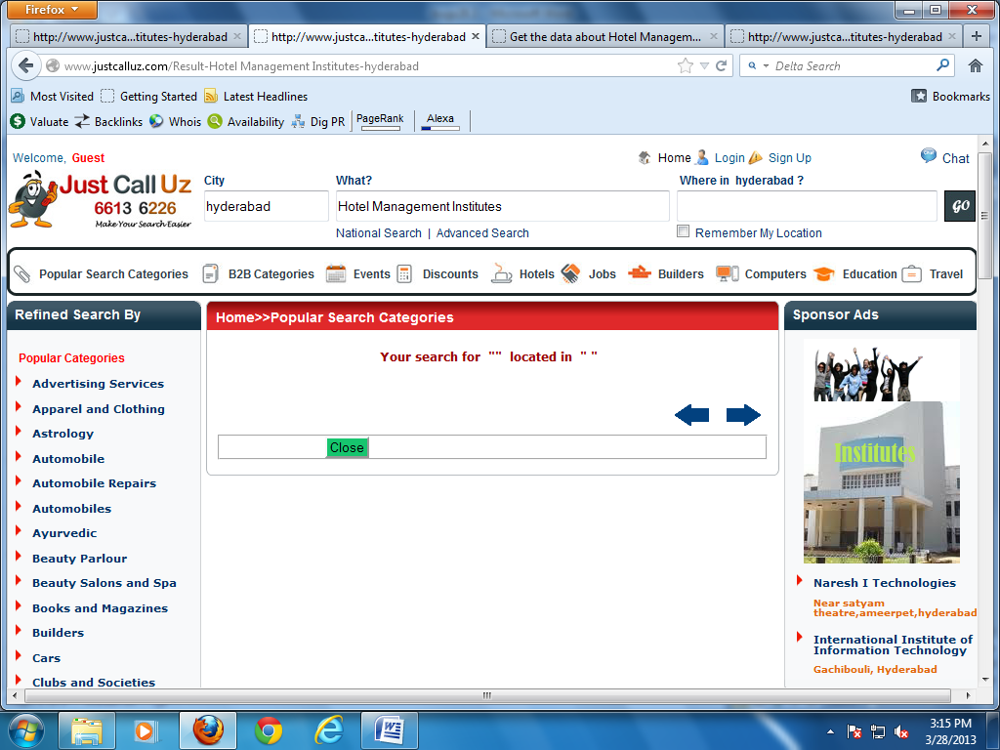 Firefox
http://www.justca...titutes-hyderabad
http://www.justca...titutes-hyderabad
Get the data about Hotel Managem...
http://www.justca...titutes-hyderabad
www.justcalluz.com/Result-Hotel Management Institutes-hyderabad
Delta Search
Most Visited
Getting Started
Latest Headlines
Bookmarks
Valuate
Backlinks
Whois
Availability
Dig PR
PageRank
Alexa
Welcome, Guest
Home
Login
Sign Up
Chat
Just Call Uz
6613 6226
Make Your Search Easier
City
What?
Where in hyderabad ?
hyderabad
Hotel Management Institutes
GO
National Search | Advanced Search
Remember My Location
Popular Search Categories
B2B Categories
Events
Discounts
Hotels
Jobs
Builders
Computers
Education
Travel
Refined Search By
Popular Categories
Advertising Services
Apparel and Clothing
Astrology
Automobile
Automobile Repairs
Automobiles
Ayurvedic
Beauty Parlour
Beauty Salons and Spa
Books and Magazines
Builders
Cars
Clubs and Societies
Home>>Popular Search Categories
Your search for "" located in " "
Close
Sponsor Ads
Institutes
Naresh I Technologies
Near satyam
theatre,ameerpet,hyderabad
International Institute of
Information Technology
Gachibouli, Hyderabad
3:15 PM
3/28/2013